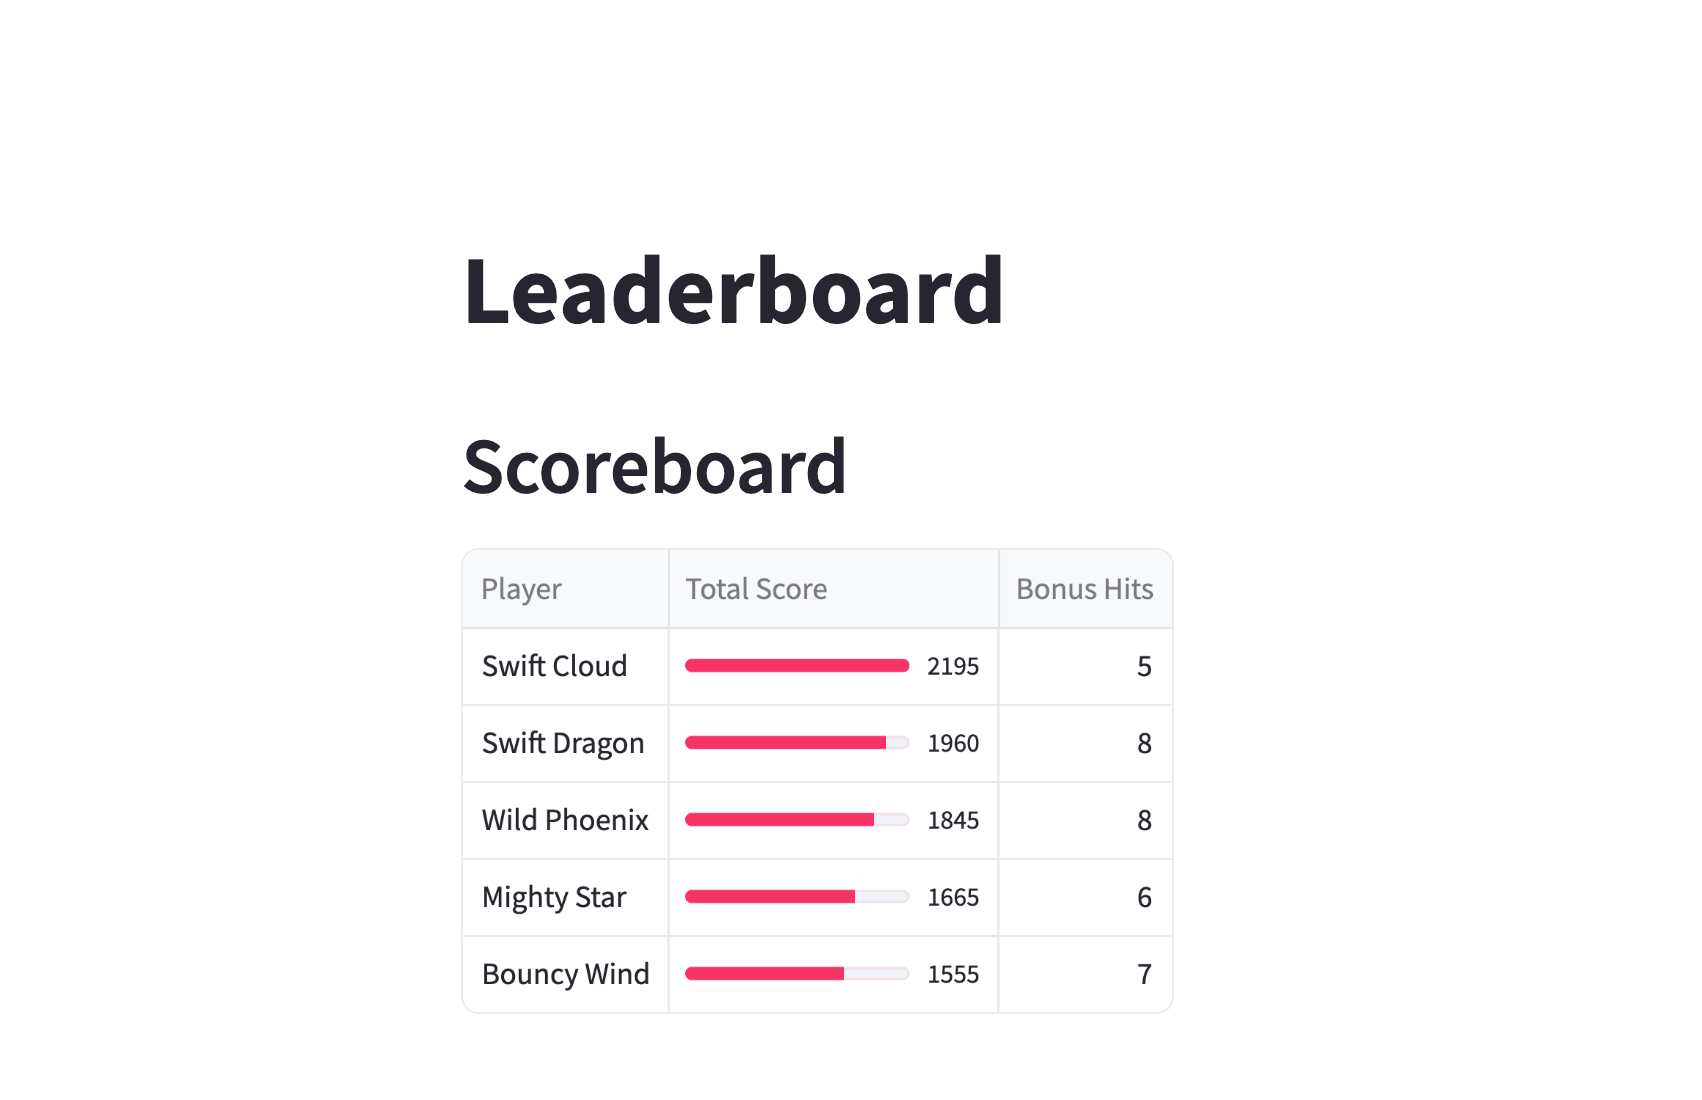 Leaderboard
Scoreboard
Player Total Score Bonus Hits
Swift Cloud 2195 5
Swift Dragon 1960 8
Wild Phoenix 1845 8
Mighty Star 1665 6
Bouncy Wind 1555 7